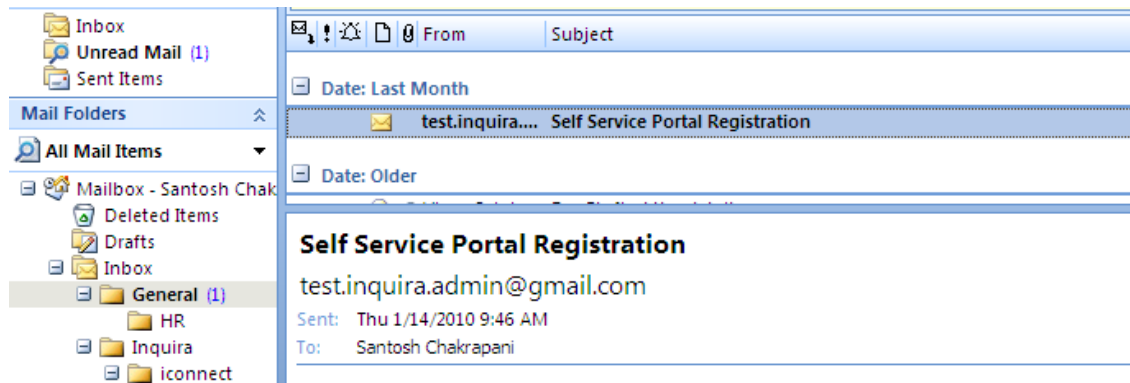 Inbox
Unread Mail (1)
Sent Items
Mail Folders
All Mail Items
Mailbox - Santosh Chak
Deleted Items
Drafts
Inbox
General (1)
HR
Inquira
iconnect
From Subject
Date: Last Month
test.inquira.... Self Service Portal Registration
Date: Older
Self Service Portal Registration
test.inquira.admin@gmail.com
Sent: Thu 1/14/2010 9:46 AM
To: Santosh Chakrapani